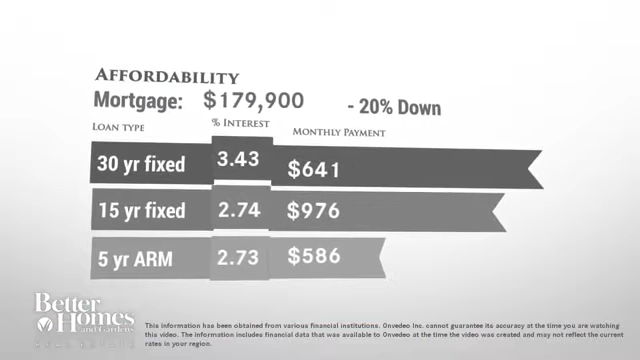 AFFORDABILITY
Mortgage: $179,900 - 20% Down
LOAN TYPE % INTEREST MONTHLY PAYMENT
30 yr fixed 3.43 $641
15 yr fixed 2.74 $976
5 yr ARM 2.73 $586
Better
Homes
and Gardens
REAL ESTATE
This information has been obtained from various financial institutions. Onvedeo Inc. cannot guarantee its accuracy at the time you are watching
this video. The information includes financial data that was available to Onvedeo at the time the video was created and may not reflect the current
rates in your region.